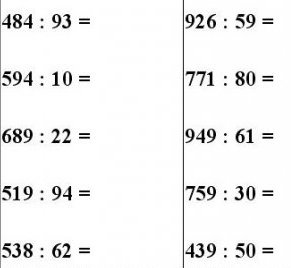 484 : 93 =
594 : 10 =
689 : 22 =
519 : 94 =
538 : 62 =
926 : 59 =
771 : 80 =
949 : 61 =
759 : 30 =
439 : 50 =